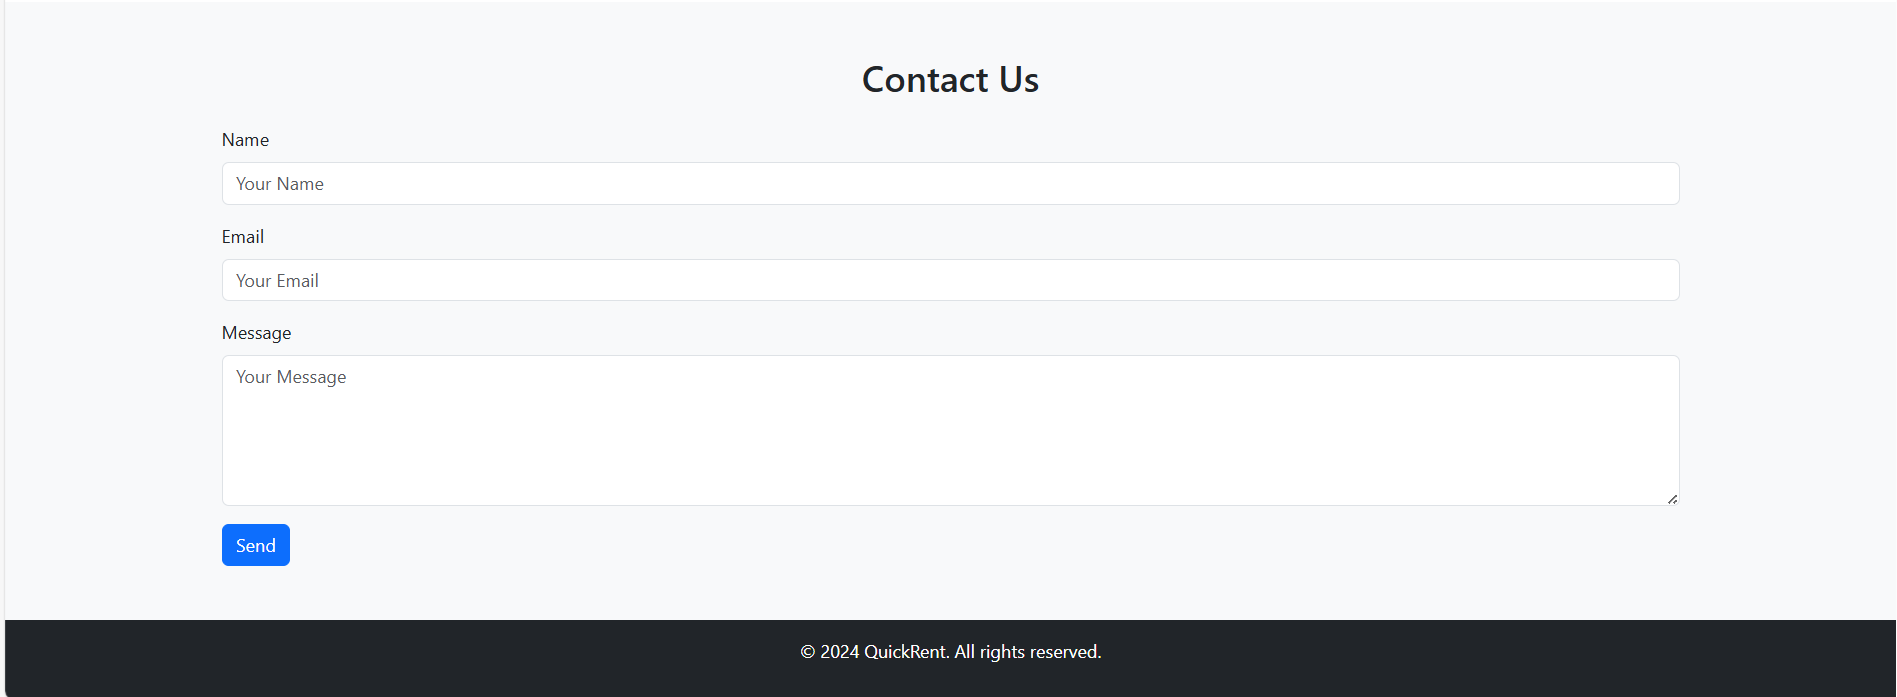 Contact Us
Name
Your Name
Email
Your Email
Message
Your Message
Send
© 2024 QuickRent. All rights reserved.